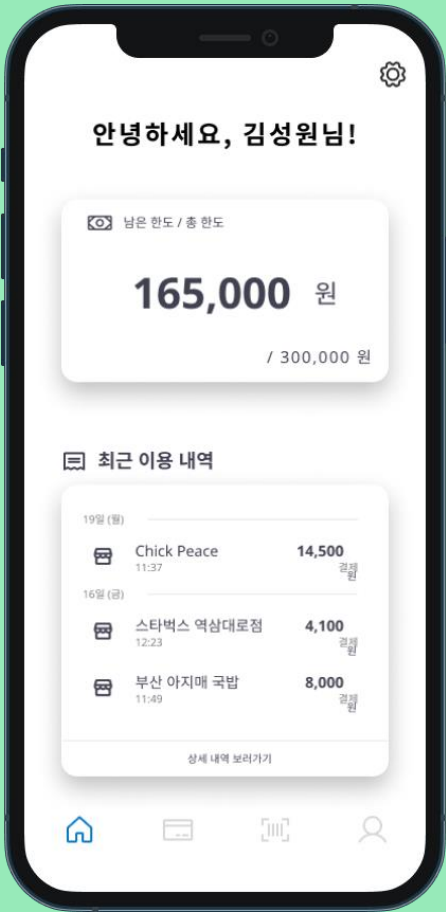 안녕하세요, 김성원님!
남은 한도 / 총 한도
165,000 원
/ 300,000 원
최근 이용 내역
19일 (월)
Chick Peace 14,500 원
11:37 결제
16일 (금)
스타벅스 역삼대로점 4,100 원
12:23 결제
부산 아지매 국밥 8,000 원
11:49 결제
상세 내역 보러가기